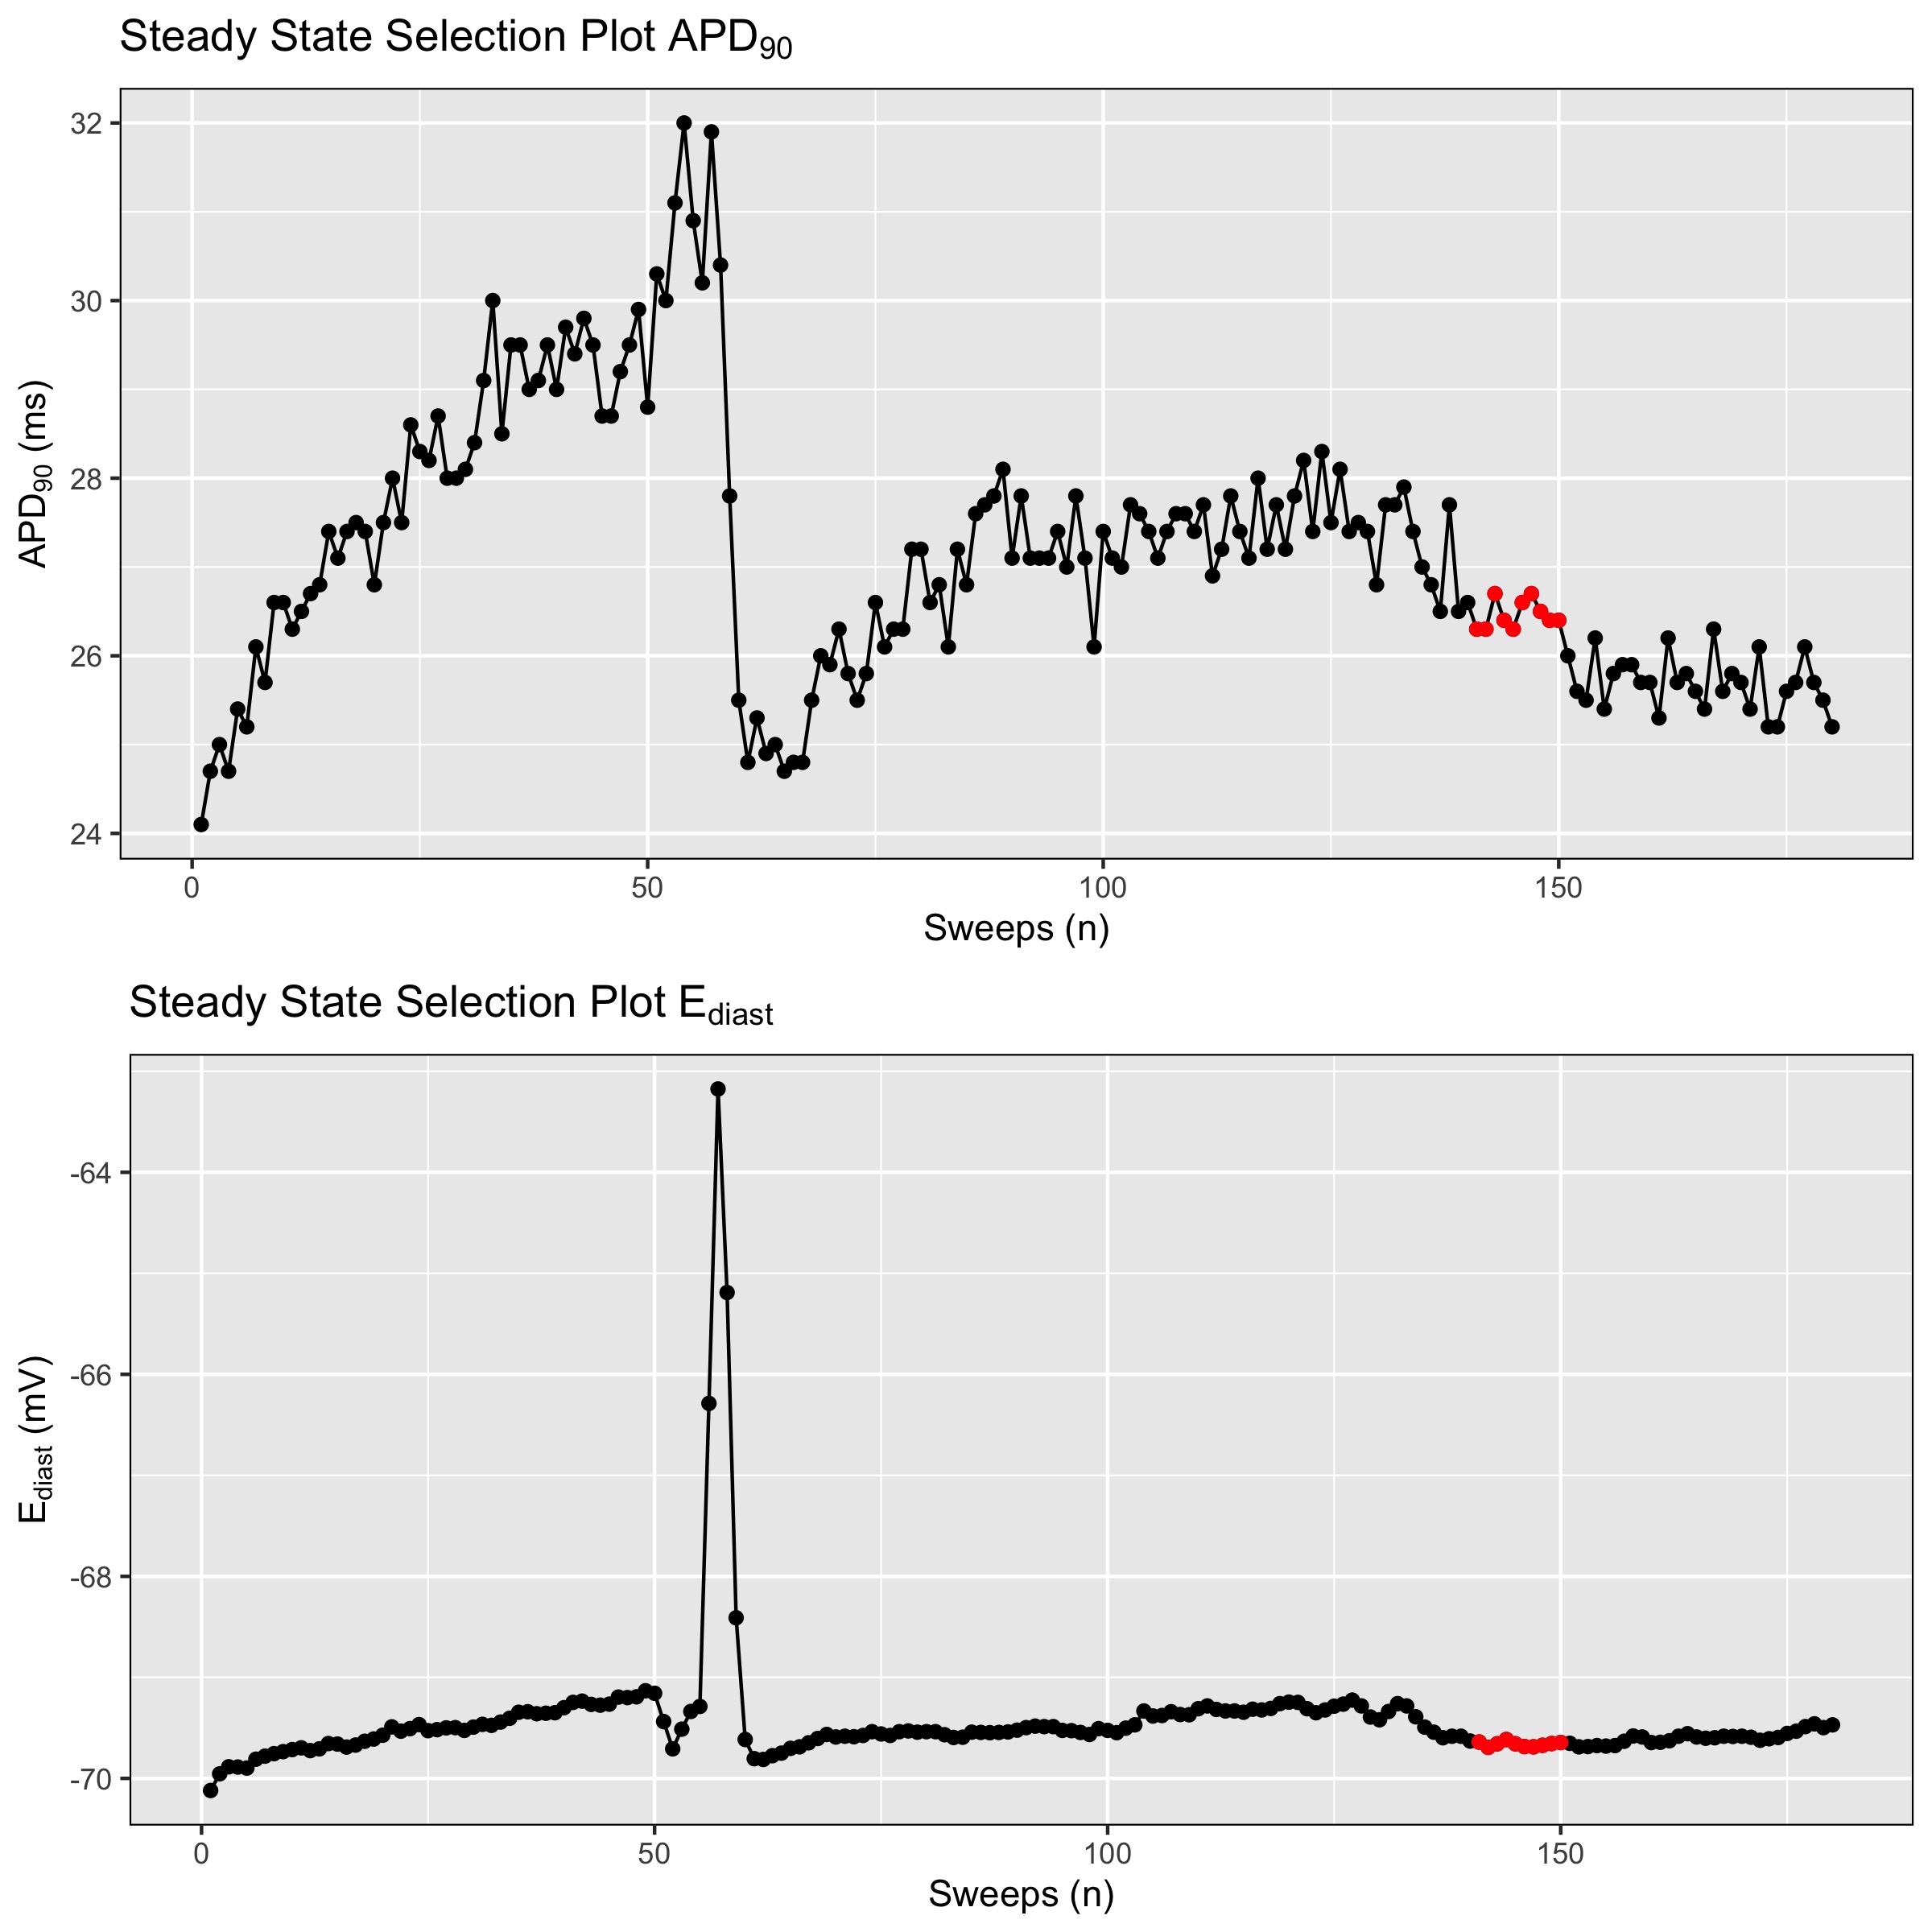 Steady State Selection Plot APD90
32
30
28
26
24
APD90 (ms)
0 50 100 150
Sweeps (n)
Steady State Selection Plot Ediast
-64
-66
-68
-70
Ediast (mV)
0 50 100 150
Sweeps (n)